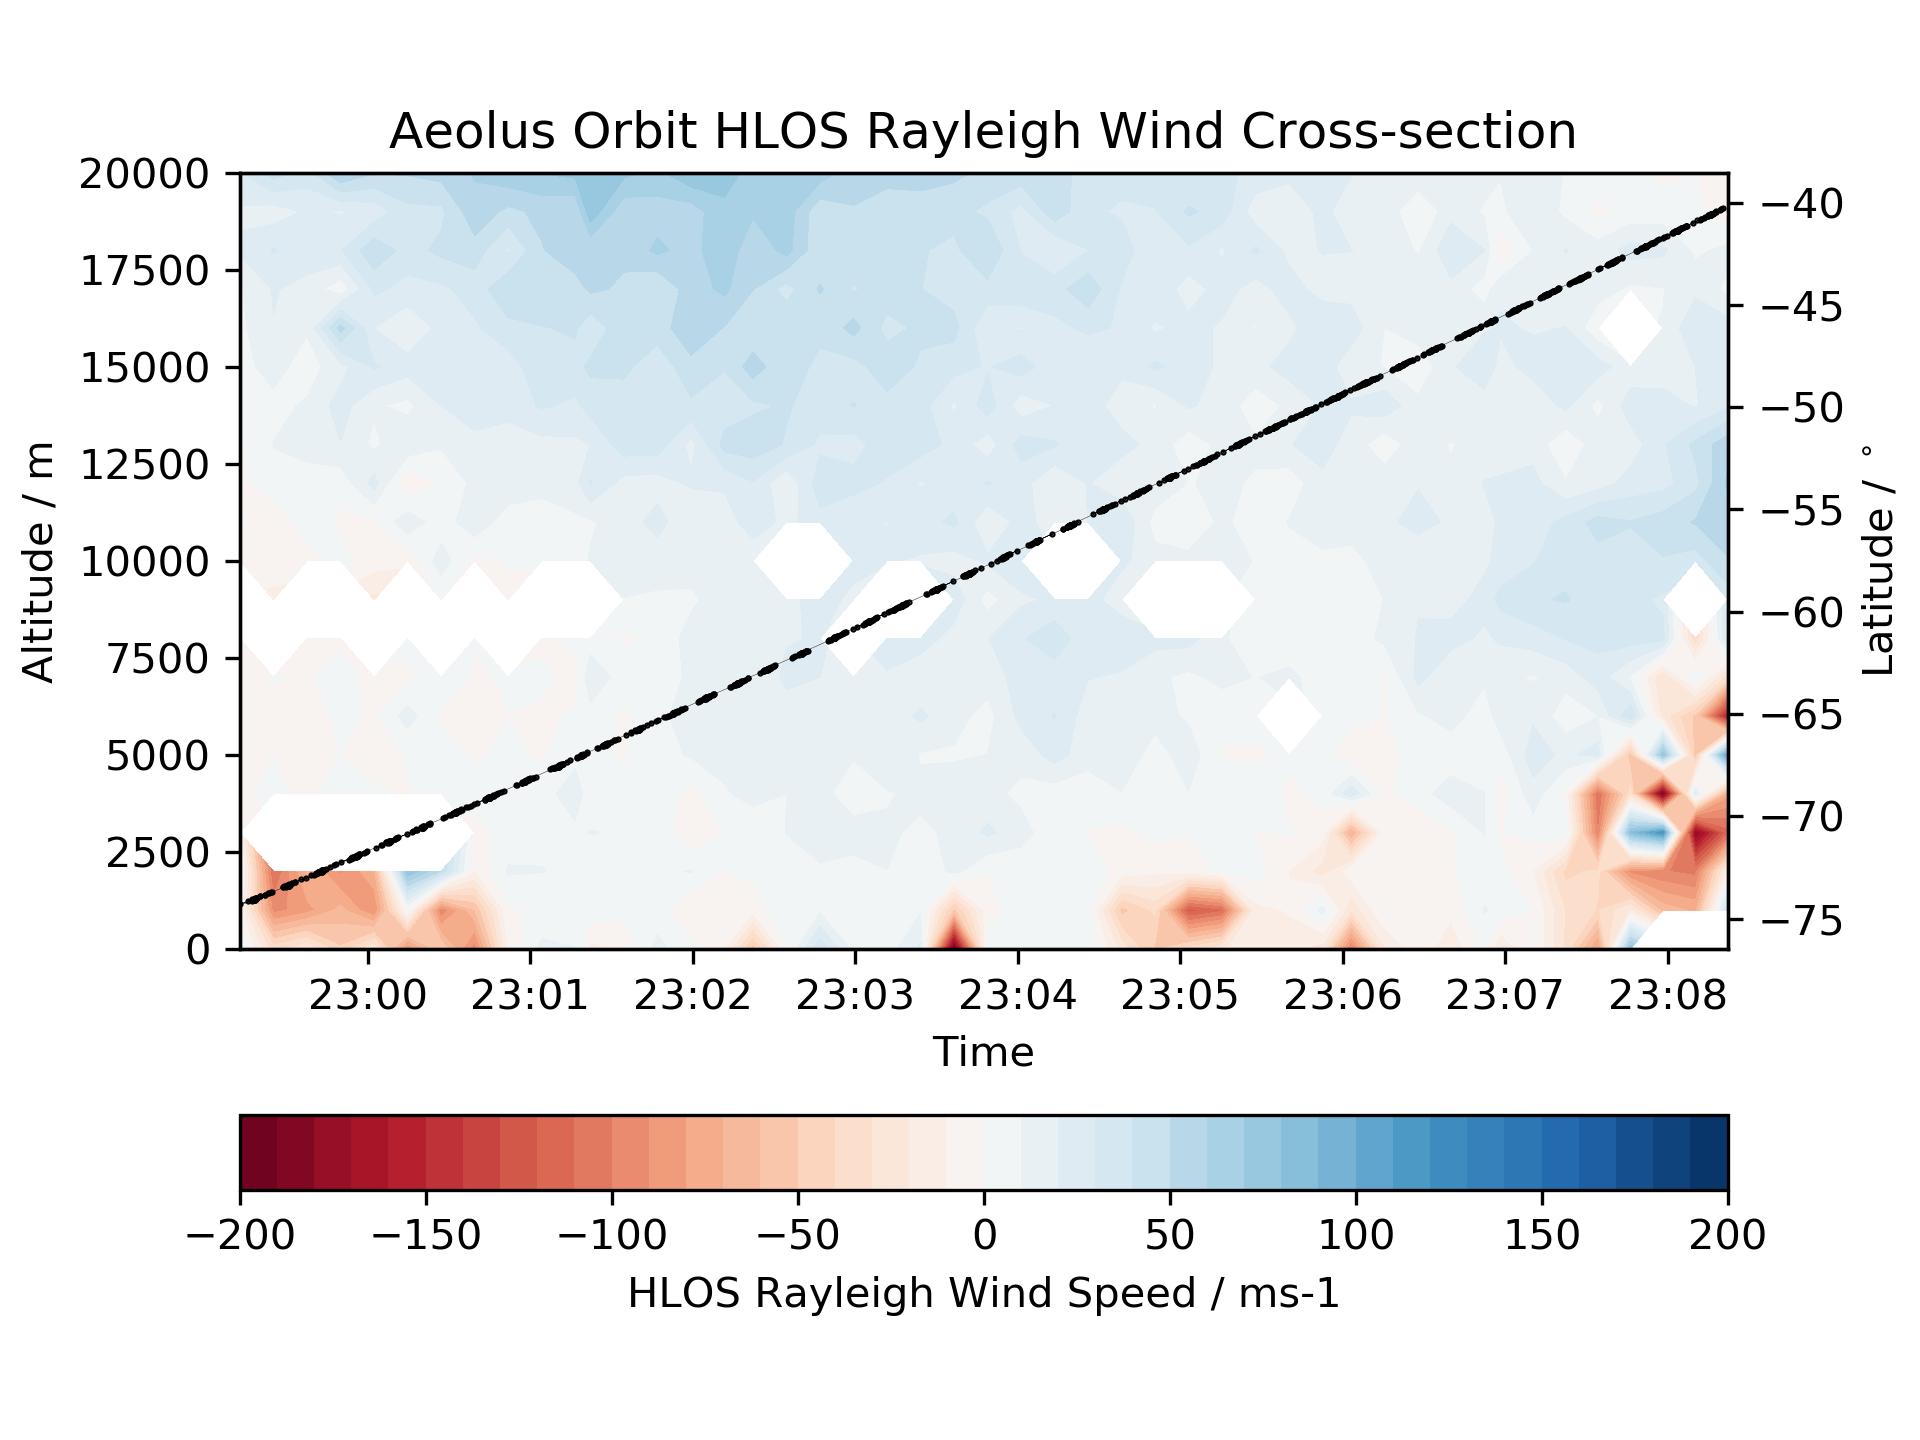 Aeolus Orbit HLOS Rayleigh Wind Cross-section
20000
17500
15000
12500
10000
7500
5000
2500
0
Altitude / m
−40
−45
−50
−55
−60
−65
−70
−75
Latitude / °
23:00 23:01 23:02 23:03 23:04 23:05 23:06 23:07 23:08
Time
−200 −150 −100 −50 0 50 100 150 200
HLOS Rayleigh Wind Speed / ms-1